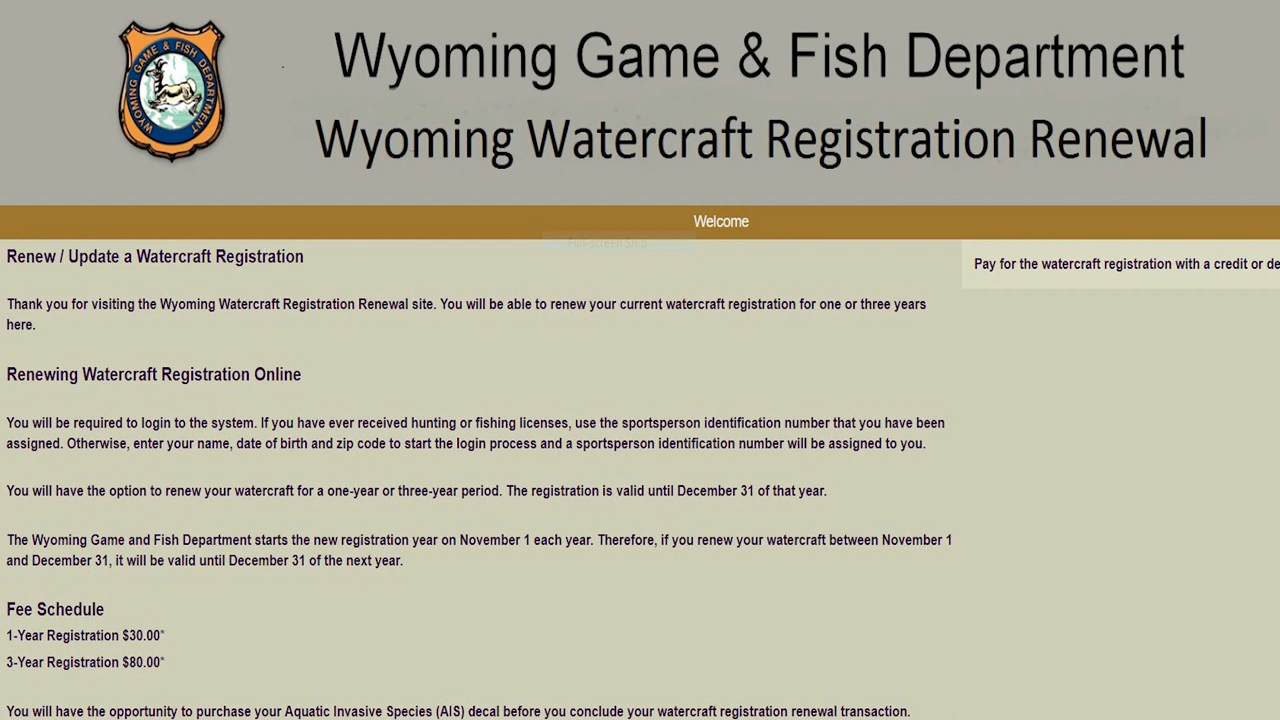 WYOMING GAME & FISH DEPARTMENT
Wyoming Game & Fish Department
Wyoming Watercraft Registration Renewal
Welcome
Full-screen Snip
Renew / Update a Watercraft Registration
Pay for the watercraft registration with a credit or de
Thank you for visiting the Wyoming Watercraft Registration Renewal site. You will be able to renew your current watercraft registration for one or three years
here.
Renewing Watercraft Registration Online
You will be required to login to the system. If you have ever received hunting or fishing licenses, use the sportsperson identification number that you have been
assigned. Otherwise, enter your name, date of birth and zip code to start the login process and a sportsperson identification number will be assigned to you.
You will have the option to renew your watercraft for a one-year or three-year period. The registration is valid until December 31 of that year.
The Wyoming Game and Fish Department starts the new registration year on November 1 each year. Therefore, if you renew your watercraft between November 1
and December 31, it will be valid until December 31 of the next year.
Fee Schedule
1-Year Registration $30.00*
3-Year Registration $80.00*
You will have the opportunity to purchase your Aquatic Invasive Species (AIS) decal before you conclude your watercraft registration renewal transaction.